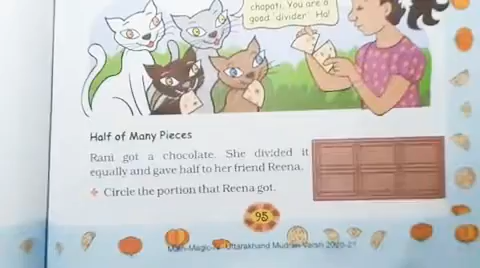 chapati. You are a
good 'divider' Ha!
Half of Many Pieces
Rani got a chocolate. She divided it
equally and gave half to her friend Reena.
Circle the portion that Reena got.
95
Math-Magic-IV Uttarakhand Mudran Varsh 2020-21